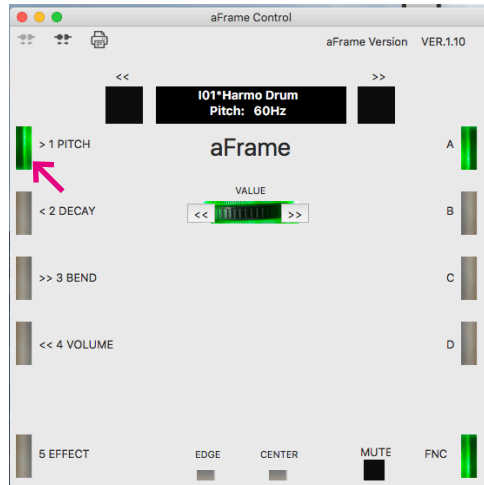 aFrame Control
aFrame Version VER.1.10
<< >>
I01*Harmo Drum
Pitch: 60Hz
> 1 PITCH
aFrame
A
VALUE
<< >>
< 2 DECAY
B
>> 3 BEND
C
<< 4 VOLUME
D
5 EFFECT
EDGE
CENTER
MUTE
FNC